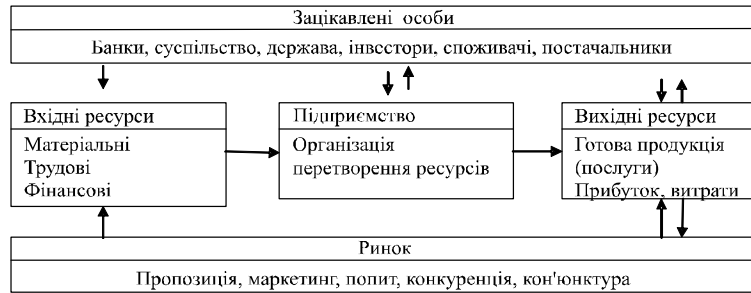 Зацікавлені особи
Банки, суспільство, держава, інвестори, споживачі, постачальники
Вхідні ресурси
Матеріальні
Трудові
Фінансові
Підприємство
Організація
перетворення ресурсів
Вихідні ресурси
Готова продукція
(послуги)
Прибуток, витрати
Ринок
Пропозиція, маркетинг, попит, конкуренція, кон'юнктура